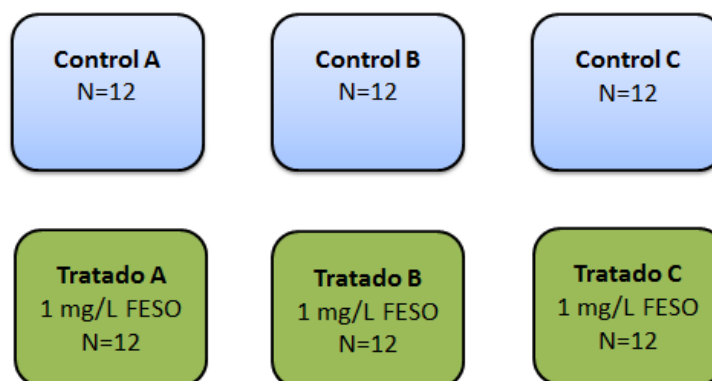 Control A
N=12
Control B
N=12
Control C
N=12
Tratado A
1 mg/L FESO
N=12
Tratado B
1 mg/L FESO
N=12
Tratado C
1 mg/L FESO
N=12